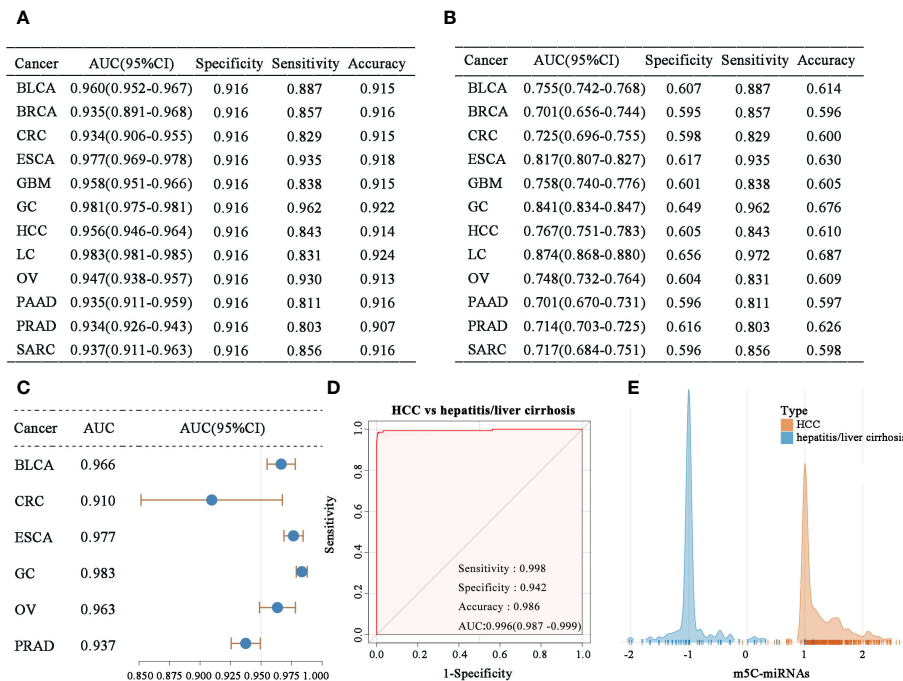 A
Cancer AUC(95%CI) Specificity Sensitivity Accuracy
BLCA 0.960(0.952-0.967) 0.916 0.887 0.915
BRCA 0.935(0.891-0.968) 0.916 0.857 0.916
CRC 0.934(0.906-0.955) 0.916 0.829 0.915
ESCA 0.977(0.969-0.978) 0.916 0.935 0.918
GBM 0.958(0.951-0.966) 0.916 0.838 0.915
GC 0.981(0.975-0.981) 0.916 0.962 0.922
HCC 0.956(0.946-0.964) 0.916 0.843 0.914
LC 0.983(0.981-0.985) 0.916 0.831 0.924
OV 0.947(0.938-0.957) 0.916 0.930 0.913
PAAD 0.935(0.911-0.959) 0.916 0.811 0.916
PRAD 0.934(0.926-0.943) 0.916 0.803 0.907
SARC 0.937(0.911-0.963) 0.916 0.856 0.916
B
Cancer AUC(95%CI) Specificity Sensitivity Accuracy
BLCA 0.755(0.742-0.768) 0.607 0.887 0.614
BRCA 0.701(0.656-0.744) 0.595 0.857 0.596
CRC 0.725(0.696-0.755) 0.598 0.829 0.600
ESCA 0.817(0.807-0.827) 0.617 0.935 0.630
GBM 0.758(0.740-0.776) 0.601 0.838 0.605
GC 0.841(0.834-0.847) 0.649 0.962 0.676
HCC 0.767(0.751-0.783) 0.605 0.843 0.610
LC 0.874(0.868-0.880) 0.656 0.972 0.687
OV 0.748(0.732-0.764) 0.604 0.831 0.609
PAAD 0.701(0.670-0.731) 0.596 0.811 0.597
PRAD 0.714(0.703-0.725) 0.616 0.803 0.626
SARC 0.717(0.684-0.751) 0.596 0.856 0.598
C
Cancer AUC AUC(95%CI)
BLCA 0.966
CRC 0.910
ESCA 0.977
GC 0.983
OV 0.963
PRAD 0.937
0.850 0.875 0.900 0.925 0.950 0.975 1.000
D
HCC vs hepatitis/liver cirrhosis
Sensitivity
1.0
0.8
0.6
0.4
0.2
0.0
Sensitivity : 0.998
Specificity : 0.942
Accuracy : 0.986
AUC:0.996(0.987 -0.999)
0.0 0.2 0.4 0.6 0.8 1.0
1-Specificity
E
Type
HCC
hepatitis/liver cirrhosis
-2 -1 0 1 2
m5C-miRNAs